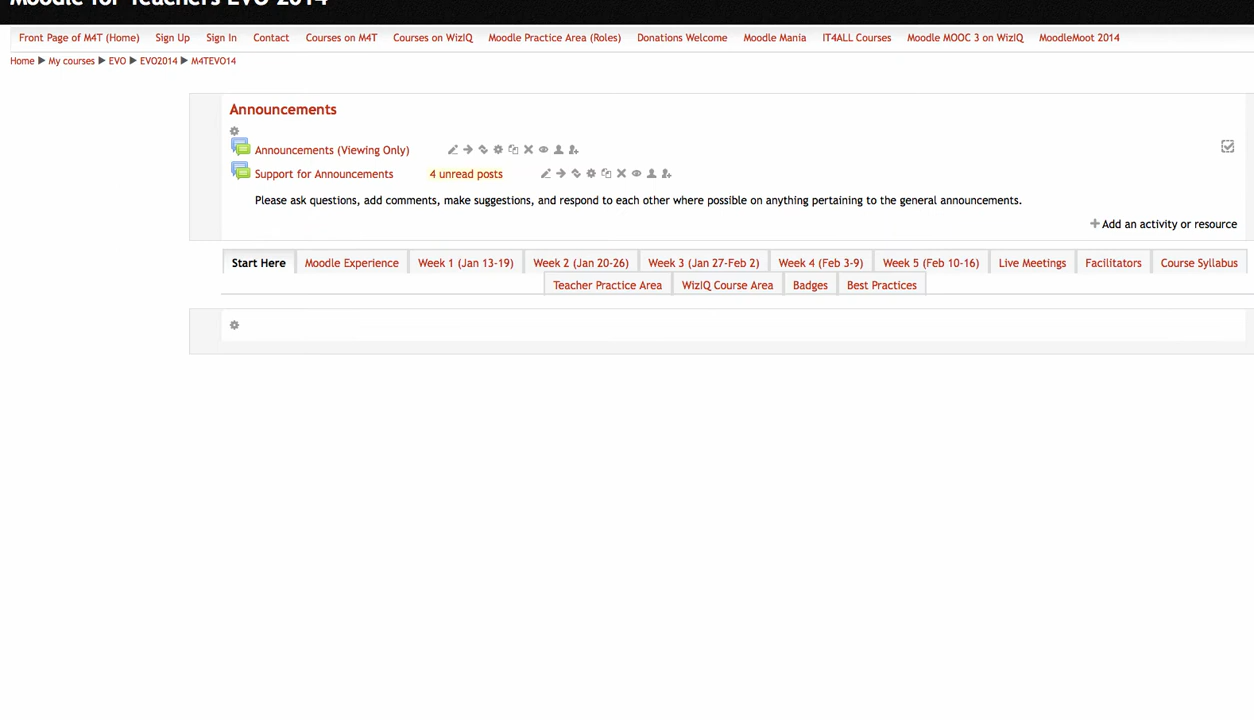 Moodle for Teachers EVO 2014
Front Page of M4T (Home) Sign Up Sign In Contact Courses on M4T Courses on WizIQ Moodle Practice Area (Roles) Donations Welcome Moodle Mania IT4ALL Courses Moodle MOOC 3 on WizIQ MoodleMoot 2014
Home ▶ My courses ▶ EVO ▶ EVO2014 ▶ M4TEVO14
Announcements
Announcements (Viewing Only)
Support for Announcements 4 unread posts
Please ask questions, add comments, make suggestions, and respond to each other where possible on anything pertaining to the general announcements.
Add an activity or resource
Start Here Moodle Experience Week 1 (Jan 13-19) Week 2 (Jan 20-26) Week 3 (Jan 27-Feb 2) Week 4 (Feb 3-9) Week 5 (Feb 10-16) Live Meetings Facilitators Course Syllabus
Teacher Practice Area WizIQ Course Area Badges Best Practices